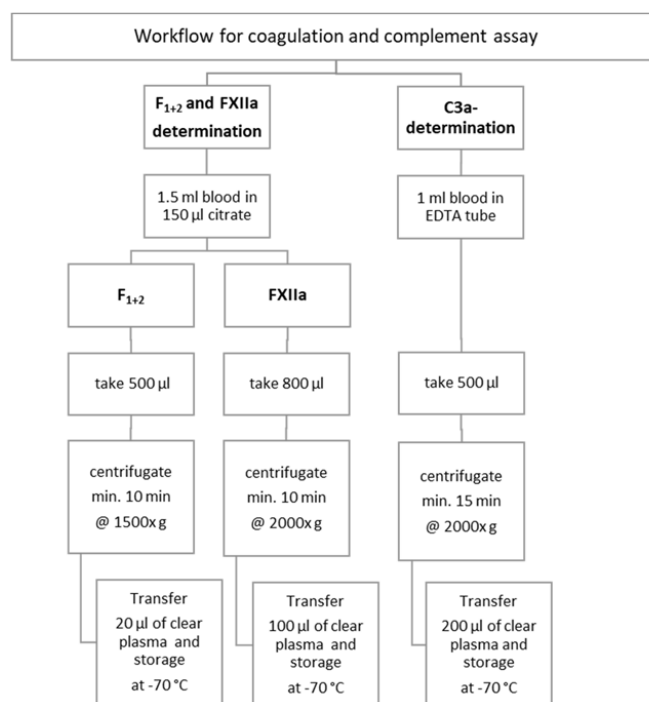 Workflow for coagulation and complement assay
F1+2 and FXIIa
determination
C3a-
determination
1.5 ml blood in
150 µl citrate
1 ml blood in
EDTA tube
F1+2
FXIIa
take 500 µl
take 800 µl
take 500 µl
centrifugate
min. 10 min
@ 1500x g
centrifugate
min. 10 min
@ 2000x g
centrifugate
min. 15 min
@ 2000x g
Transfer
20 µl of clear
plasma and
storage
at -70 °C
Transfer
100 µl of clear
plasma and
storage
at -70 °C
Transfer
200 µl of clear
plasma and
storage
at -70 °C